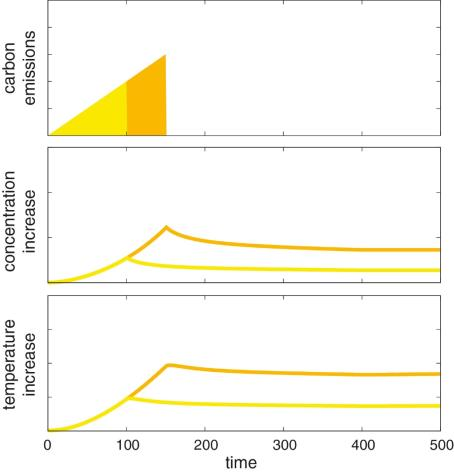 carbon
emissions
concentration
increase
temperature
increase
0 100 200 300 400 500
time